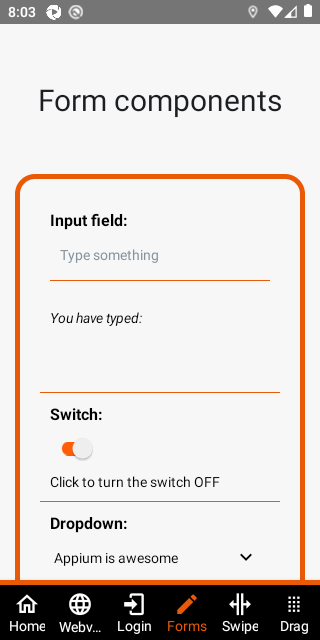 8:03
Form components
Input field:
Type something
You have typed:
Switch:
Click to turn the switch OFF
Dropdown:
Appium is awesome
Home Webv... Login Forms Swipe Drag